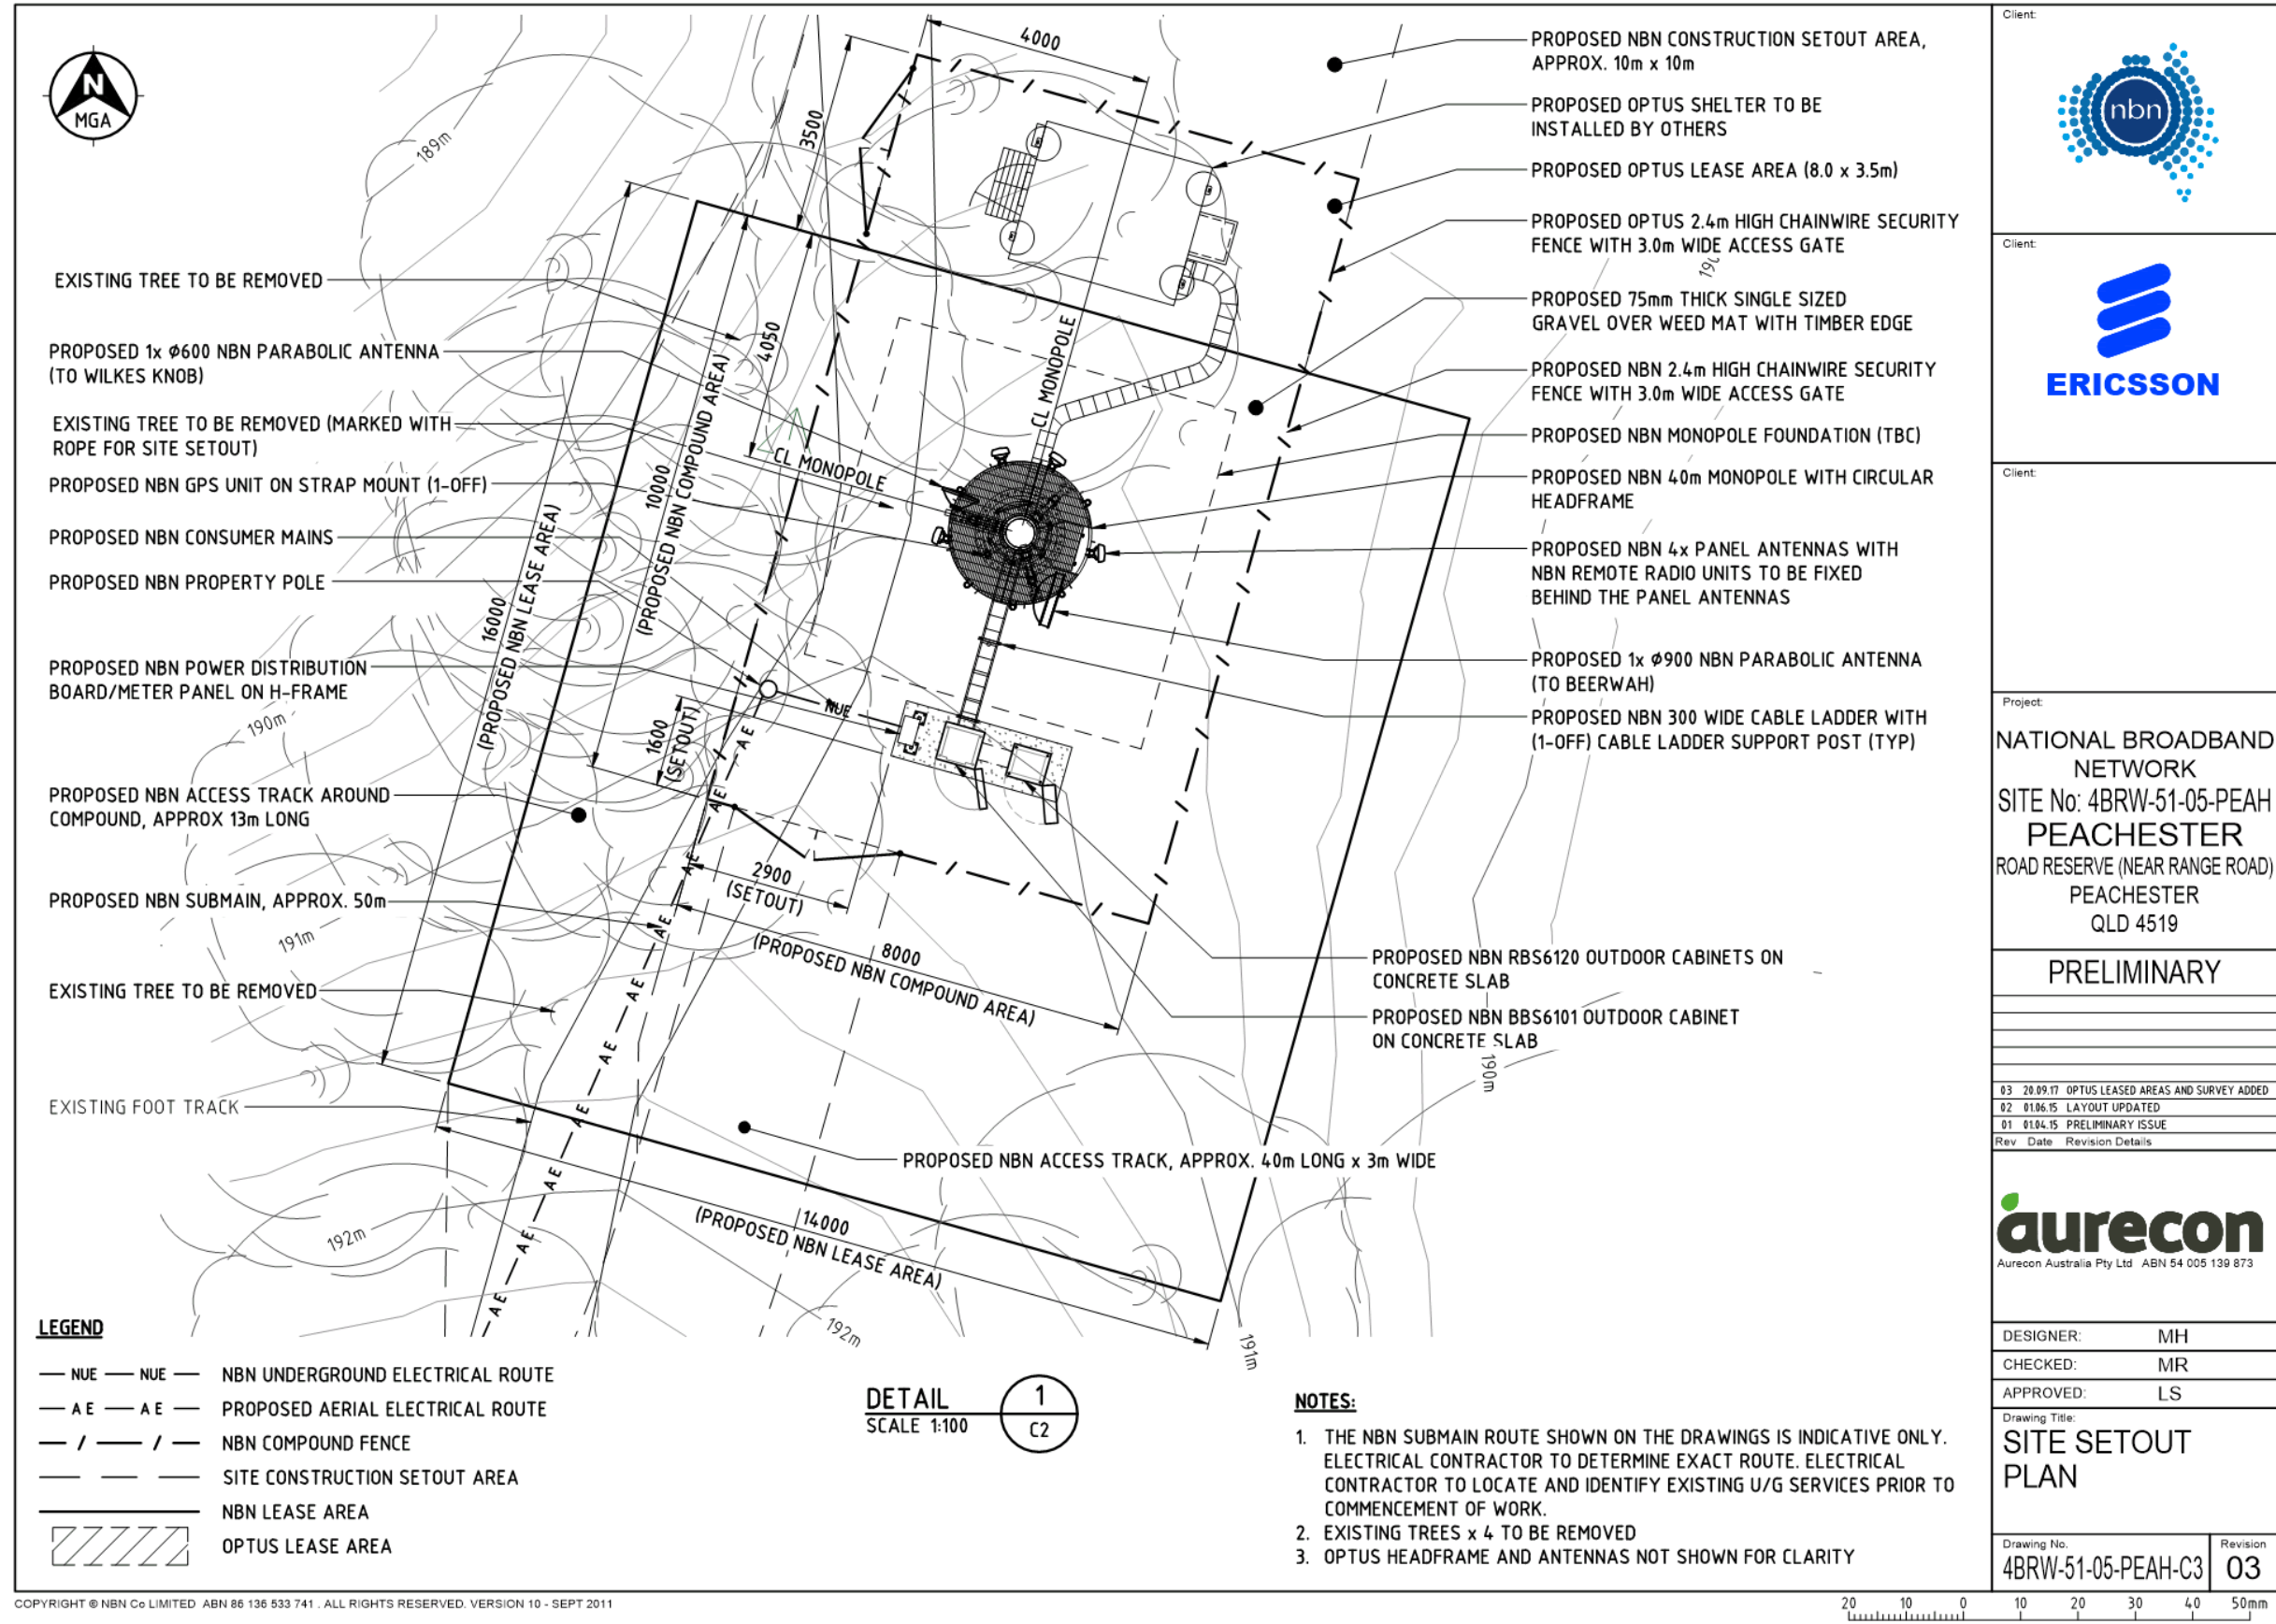 N
MGA
189m
4000
3500
4050
CL MONOPOLE
CL MONOPOLE
10000
(PROPOSED NBN COMPOUND AREA)
16000
(PROPOSED NBN LEASE AREA)
1600
(SETOUT)
NUE
2900
(SETOUT)
8000
(PROPOSED NBN COMPOUND AREA)
14000
(PROPOSED NBN LEASE AREA)
AE
AE
AE
AE
AE
AE
AE
AE
AE
AE
AE
AE
190m
191m
192m
192m
191m
190m
EXISTING TREE TO BE REMOVED
PROPOSED 1x Ø600 NBN PARABOLIC ANTENNA
(TO WILKES KNOB)
EXISTING TREE TO BE REMOVED (MARKED WITH
ROPE FOR SITE SETOUT)
PROPOSED NBN GPS UNIT ON STRAP MOUNT (1-OFF)
PROPOSED NBN CONSUMER MAINS
PROPOSED NBN PROPERTY POLE
PROPOSED NBN POWER DISTRIBUTION
BOARD/METER PANEL ON H-FRAME
PROPOSED NBN ACCESS TRACK AROUND
COMPOUND, APPROX 13m LONG
PROPOSED NBN SUBMAIN, APPROX. 50m
EXISTING TREE TO BE REMOVED
EXISTING FOOT TRACK
PROPOSED NBN CONSTRUCTION SETOUT AREA,
APPROX. 10m x 10m
PROPOSED OPTUS SHELTER TO BE
INSTALLED BY OTHERS
PROPOSED OPTUS LEASE AREA (8.0 x 3.5m)
PROPOSED OPTUS 2.4m HIGH CHAINWIRE SECURITY
FENCE WITH 3.0m WIDE ACCESS GATE
PROPOSED 75mm THICK SINGLE SIZED
GRAVEL OVER WEED MAT WITH TIMBER EDGE
PROPOSED NBN 2.4m HIGH CHAINWIRE SECURITY
FENCE WITH 3.0m WIDE ACCESS GATE
PROPOSED NBN MONOPOLE FOUNDATION (TBC)
PROPOSED NBN 40m MONOPOLE WITH CIRCULAR
HEADFRAME
PROPOSED NBN 4x PANEL ANTENNAS WITH
NBN REMOTE RADIO UNITS TO BE FIXED
BEHIND THE PANEL ANTENNAS
PROPOSED 1x Ø900 NBN PARABOLIC ANTENNA
(TO BEERWAH)
PROPOSED NBN 300 WIDE CABLE LADDER WITH
(1-OFF) CABLE LADDER SUPPORT POST (TYP)
PROPOSED NBN RBS6120 OUTDOOR CABINETS ON
CONCRETE SLAB
PROPOSED NBN BBS6101 OUTDOOR CABINET
ON CONCRETE SLAB
PROPOSED NBN ACCESS TRACK, APPROX. 40m LONG x 3m WIDE
LEGEND
NUE NUE NBN UNDERGROUND ELECTRICAL ROUTE
AE AE PROPOSED AERIAL ELECTRICAL ROUTE
NBN COMPOUND FENCE
SITE CONSTRUCTION SETOUT AREA
NBN LEASE AREA
OPTUS LEASE AREA
DETAIL 1
SCALE 1:100 C2
NOTES:
1. THE NBN SUBMAIN ROUTE SHOWN ON THE DRAWINGS IS INDICATIVE ONLY.
ELECTRICAL CONTRACTOR TO DETERMINE EXACT ROUTE. ELECTRICAL
CONTRACTOR TO LOCATE AND IDENTIFY EXISTING U/G SERVICES PRIOR TO
COMMENCEMENT OF WORK.
2. EXISTING TREES x 4 TO BE REMOVED
3. OPTUS HEADFRAME AND ANTENNAS NOT SHOWN FOR CLARITY
Client:
nbn
Client:
ERICSSON
Client:
Project:
NATIONAL BROADBAND
NETWORK
SITE No: 4BRW-51-05-PEAH
PEACHESTER
ROAD RESERVE (NEAR RANGE ROAD)
PEACHESTER
QLD 4519
PRELIMINARY
03 20.09.17 OPTUS LEASED AREAS AND SURVEY ADDED
02 01.06.15 LAYOUT UPDATED
01 01.04.15 PRELIMINARY ISSUE
Rev Date Revision Details
aurecon
Aurecon Australia Pty Ltd ABN 54 005 139 873
DESIGNER: MH
CHECKED: MR
APPROVED: LS
Drawing Title:
SITE SETOUT
PLAN
Drawing No. Revision
4BRW-51-05-PEAH-C3 03
COPYRIGHT © NBN Co LIMITED ABN 86 136 533 741 . ALL RIGHTS RESERVED. VERSION 10 - SEPT 2011
20 10 0 10 20 30 40 50mm